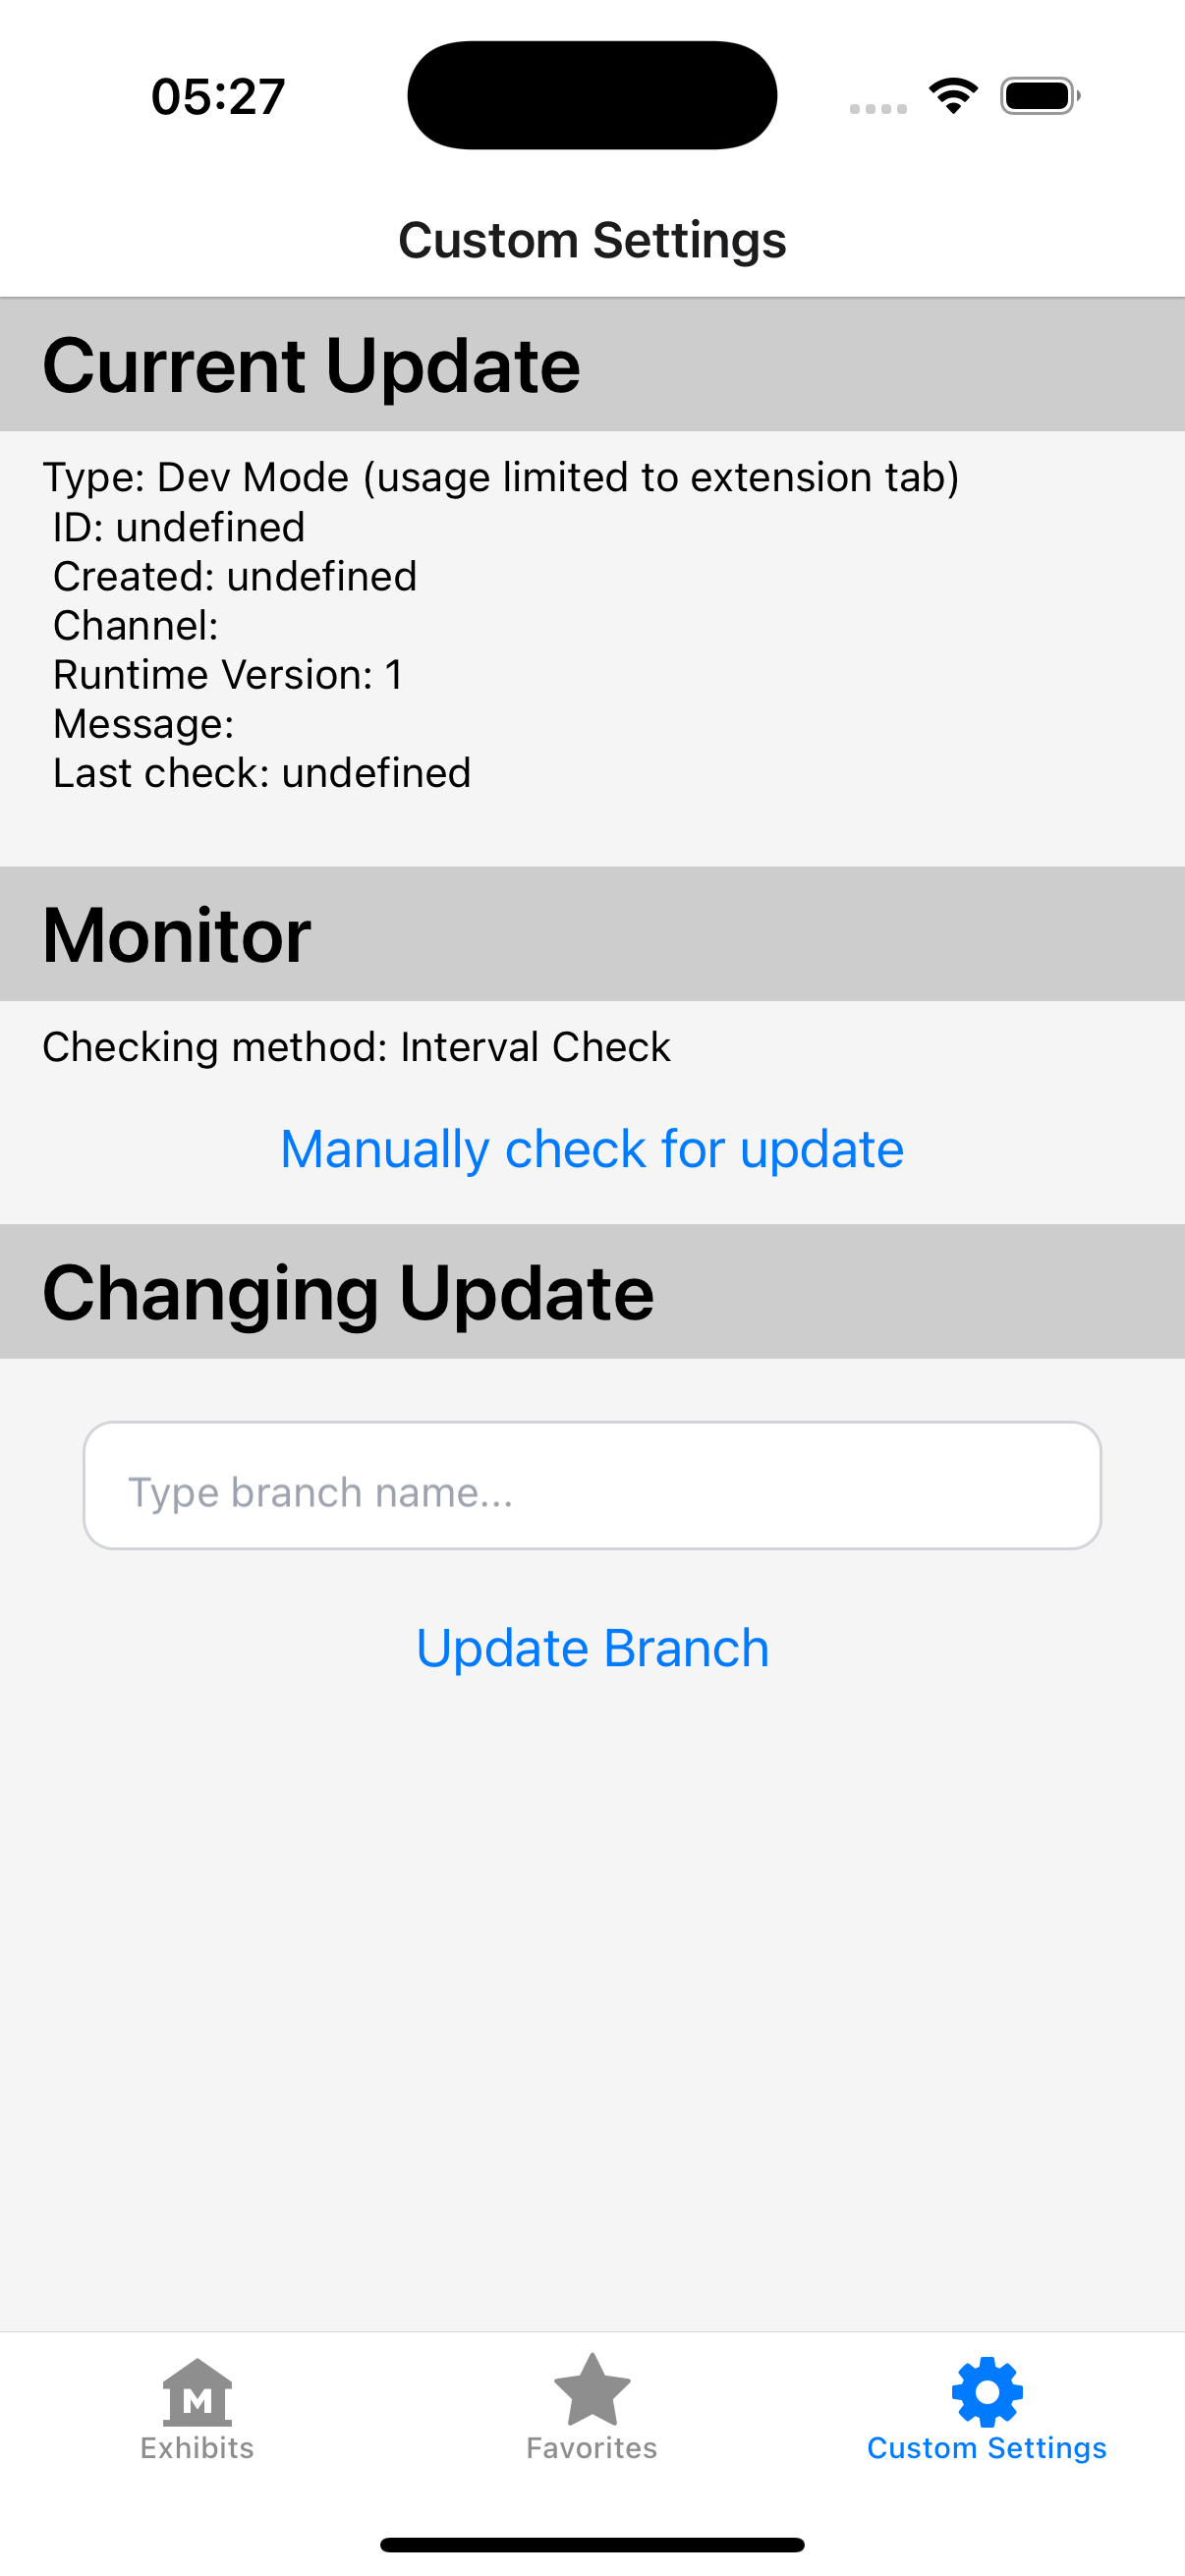 05:27
Custom Settings
Current Update
Type: Dev Mode (usage limited to extension tab)
ID: undefined
Created: undefined
Channel:
Runtime Version: 1
Message:
Last check: undefined
Monitor
Checking method: Interval Check
Manually check for update
Changing Update
Type branch name...
Update Branch
M
Exhibits
Favorites
Custom Settings